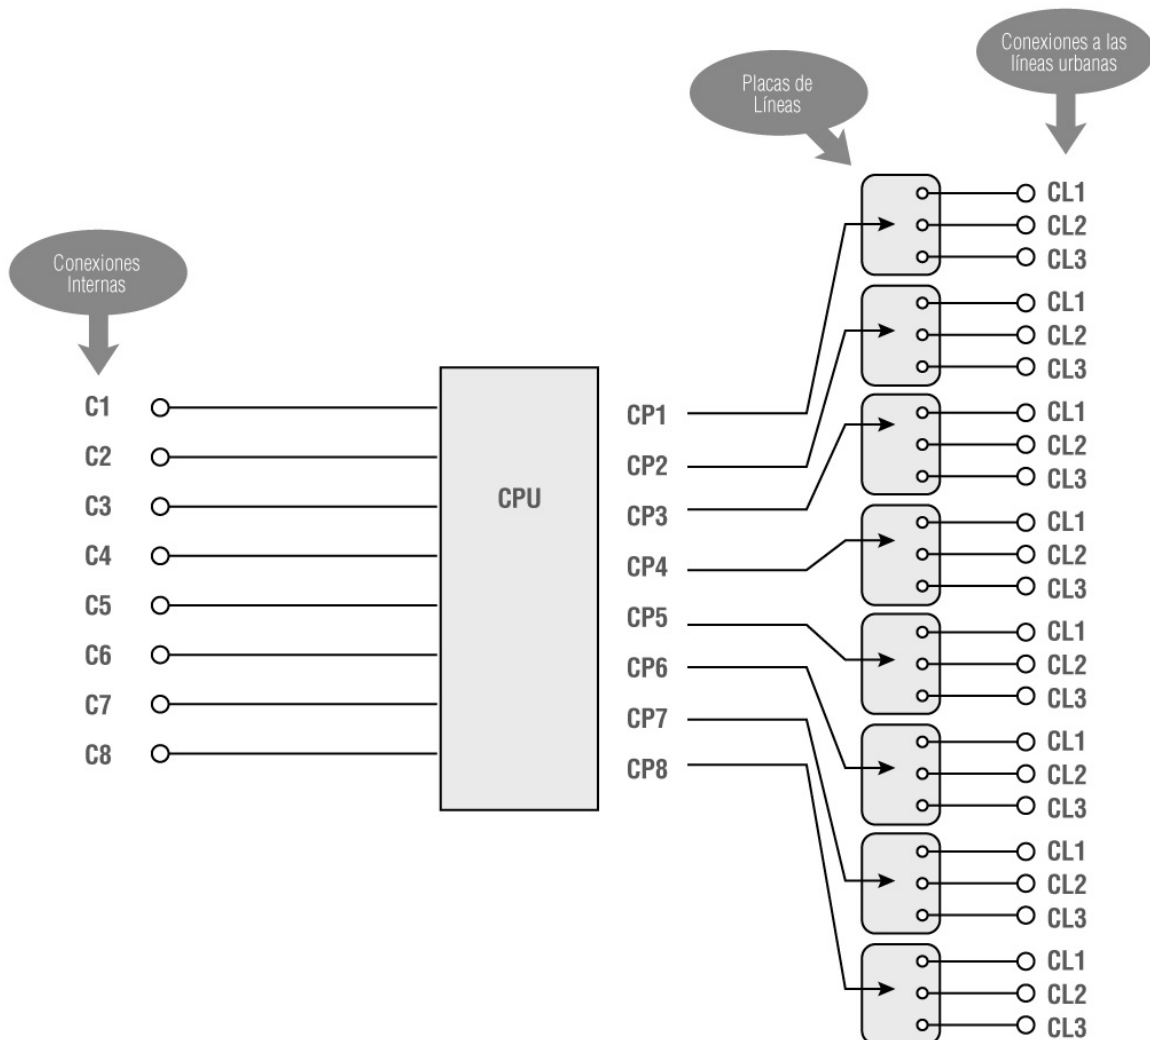 Conexiones a las
líneas urbanas
Placas de
Líneas
Conexiones
Internas
C1
C2
C3
C4
C5
C6
C7
C8
CPU
CP1
CP2
CP3
CP4
CP5
CP6
CP7
CP8
CL1
CL2
CL3
CL1
CL2
CL3
CL1
CL2
CL3
CL1
CL2
CL3
CL1
CL2
CL3
CL1
CL2
CL3
CL1
CL2
CL3
CL1
CL2
CL3